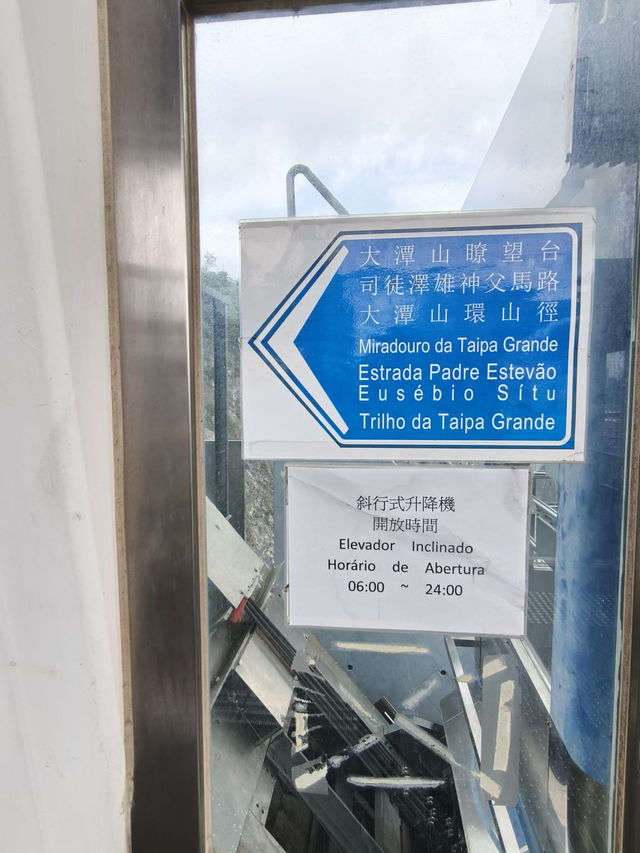 大潭山瞭望台
司徒澤雄神父馬路
大潭山環山徑
Miradouro da Taipa Grande
Estrada Padre Estevão
Eusébio Sítu
Trilho da Taipa Grande
斜行式升降機
開放時間
Elevador Inclinado
Horário de Abertura
06:00 ~ 24:00